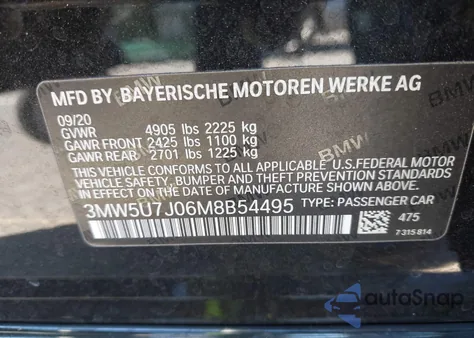 MFD BY BAYERISCHE MOTOREN WERKE AG
09/20
GVWR 4905 lbs 2225 kg
GAWR FRONT 2425 lbs 1100 kg
GAWR REAR 2701 lbs 1225 kg
THIS VEHICLE CONFORMS TO ALL APPLICABLE U.S.FEDERAL MOTOR
VEHICLE SAFETY, BUMPER, AND THEFT PREVENTION STANDARDS
IN EFFECT ON THE DATE OF MANUFACTURE SHOWN ABOVE.
3MW5U7J06M8B54495 TYPE: PASSENGER CAR
475
7 315 814
BMW
BMW
autoSnap